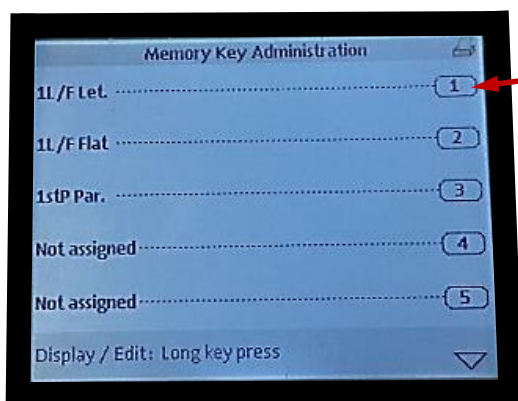 Memory Key Administration
1L/F Let. 1
1L/F Flat 2
1stP Par. 3
Not assigned 4
Not assigned 5
Display / Edit: Long key press